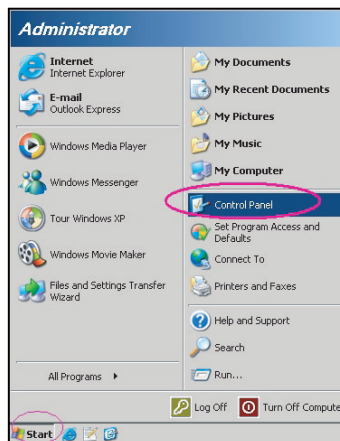 Administrator
Internet
Internet Explorer
E-mail
Outlook Express
Windows Media Player
Windows Messenger
Tour Windows XP
Windows Movie Maker
Files and Settings Transfer
Wizard
All Programs
My Documents
My Recent Documents
My Pictures
My Music
My Computer
Control Panel
Set Program Access and
Defaults
Connect To
Printers and Faxes
Help and Support
Search
Run...
Log Off
Turn Off Compute
Start